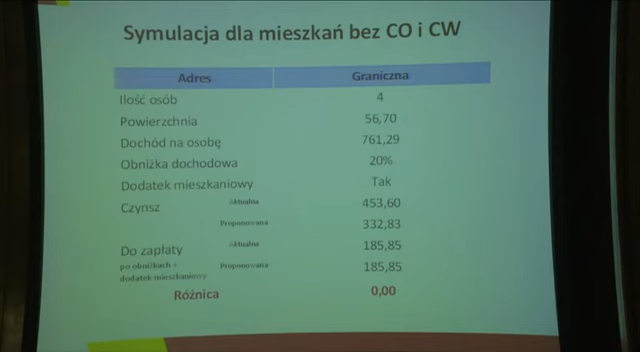 Symulacja dla mieszkań bez CO i CW
Adres Graniczna
Ilość osób 4
Powierzchnia 56,70
Dochód na osobę 761,29
Obniżka dochodowa 20%
Dodatek mieszkaniowy Tak
Czynsz Aktualna 453,60
Proponowana 332,83
Do zapłaty Aktualna 185,85
po obniżkach + dodatek mieszkaniowy Proponowana 185,85
Różnica 0,00